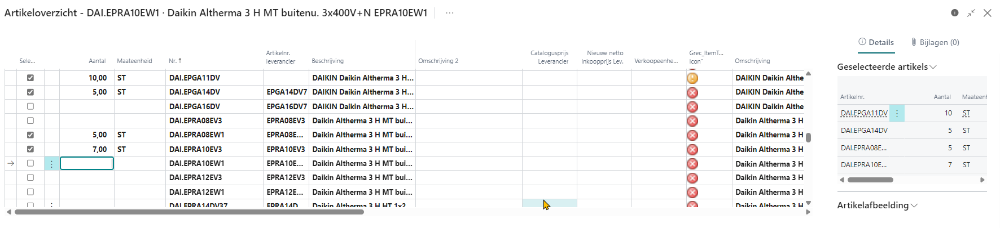 Artikeloverzicht - DAI.EPRA10EW1 · Daikin Altherma 3 H MT buitenu. 3x400V+N EPRA10EW1 ···
Details Bijlagen (0)
Geselecteerde artikels
Sele... Aantal Maateenheid Nr. ↑ Artikelnr. leverancier Beschrijving Omschrijving 2 Catalogusprijs Leverancier Nieuwe netto Inkoopprijs Lev. Verkoopeenhe... Grec_ItemT... Icon" Omschrijving
10,00 ST DAI.EPGA11DV DAIKIN Daikin Altherma 3 H... DAIKIN Daikin Althe
5,00 ST DAI.EPGA14DV EPGA14DV7 DAIKIN Daikin Altherma 3 H... DAIKIN Daikin Althe
DAI.EPGA16DV EPGA16DV7 DAIKIN Daikin Altherma 3 H... DAIKIN Daikin Althe
DAI.EPRA08EV3 EPRA08EV3 Daikin Altherma 3 H MT bui... Daikin Altherma 3 H
5,00 ST DAI.EPRA08EW1 EPRA08E... Daikin Altherma 3 H MT bui... Daikin Altherma 3 H
7,00 ST DAI.EPRA10EV3 EPRA10EV3 Daikin Altherma 3 H MT bui... Daikin Altherma 3 H
DAI.EPRA10EW1 EPRA10E... Daikin Altherma 3 H MT bui... Daikin Altherma 3 H
DAI.EPRA12EV3 EPRA12EV3 Daikin Altherma 3 H MT bui... Daikin Altherma 3 H
DAI.EPRA12EW1 EPRA12E... Daikin Altherma 3 H MT bui... Daikin Altherma 3 H
DAI.EPRA14DV37 EPRA14D Daikin Altherma 3 H HT 1x2 Daikin Altherma 3 H
Artikelnr. Aantal Maateenh
DAI.EPGA11DV 10 ST
DAI.EPGA14DV 5 ST
DAI.EPRA08E... 5 ST
DAI.EPRA10E... 7 ST
Artikelafbeelding